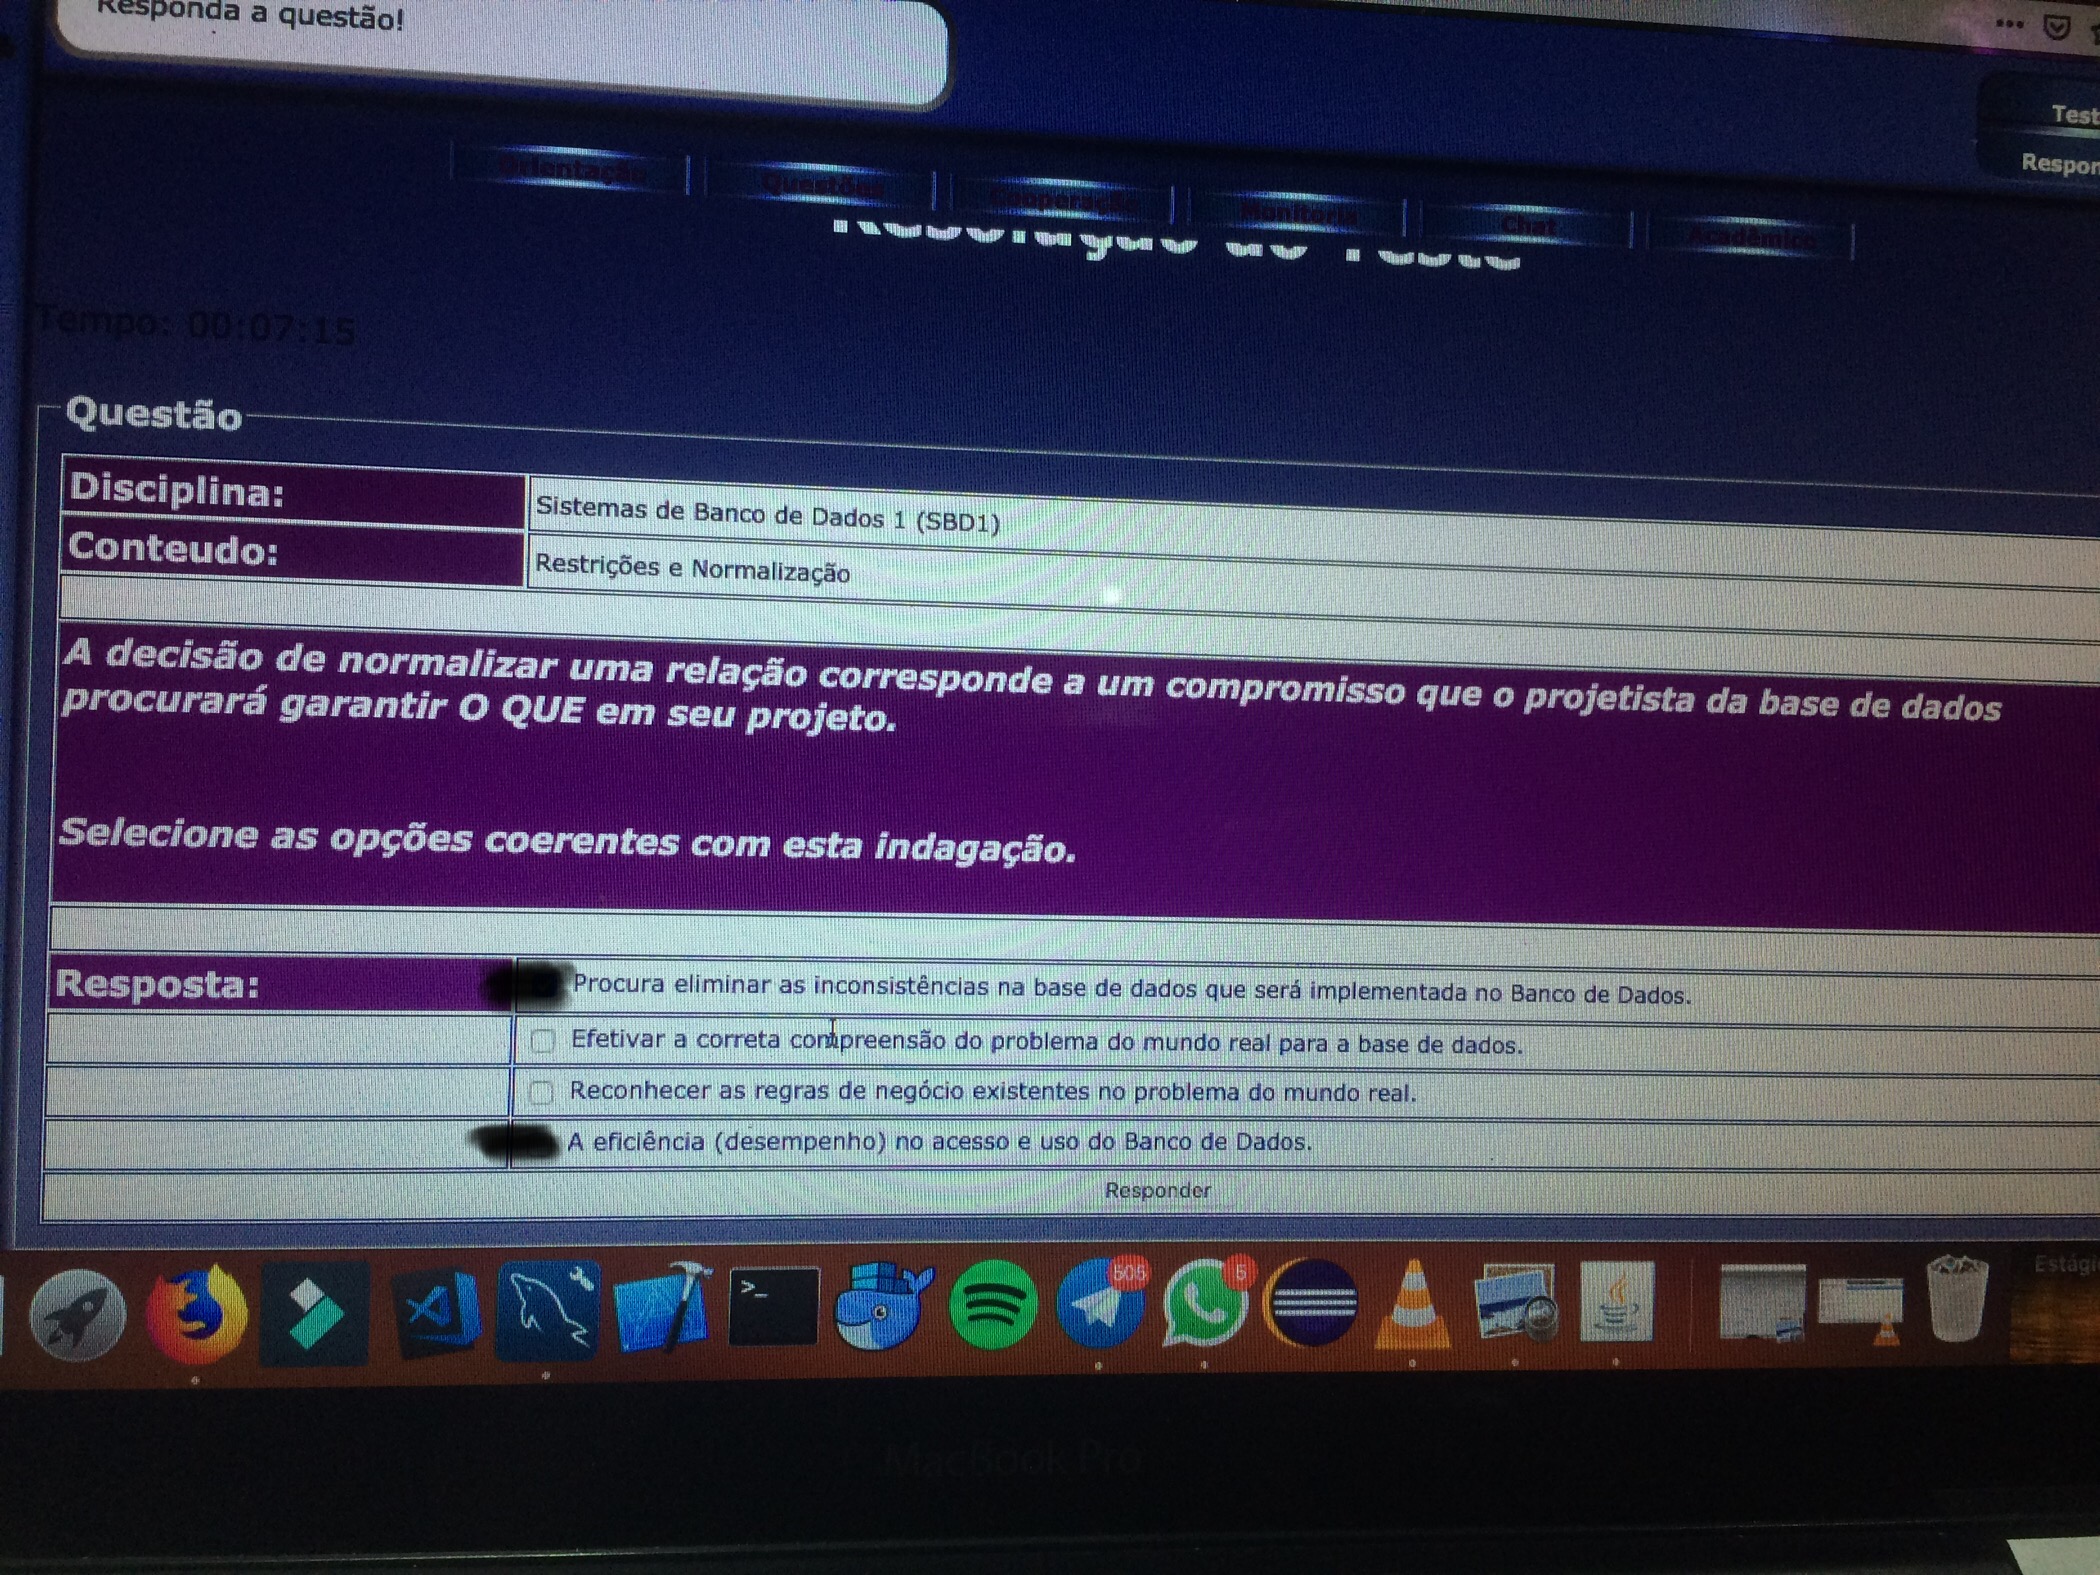 Responda a questão!
Test
Respon
Orientação
Questões
Cooperação
Monitoria
Chat
Acadêmico
Resolução do Teste
Tempo: 00:07:15
Questão
Disciplina:
Sistemas de Banco de Dados 1 (SBD1)
Conteudo:
Restrições e Normalização
A decisão de normalizar uma relação corresponde a um compromisso que o projetista da base de dados
procurará garantir O QUE em seu projeto.
Selecione as opções coerentes com esta indagação.
Resposta:
Procura eliminar as inconsistências na base de dados que será implementada no Banco de Dados.
Efetivar a correta compreensão do problema do mundo real para a base de dados.
Reconhecer as regras de negócio existentes no problema do mundo real.
A eficiência (desempenho) no acesso e uso do Banco de Dados.
Responder
505
5
>_
Estági
MacBook Pro